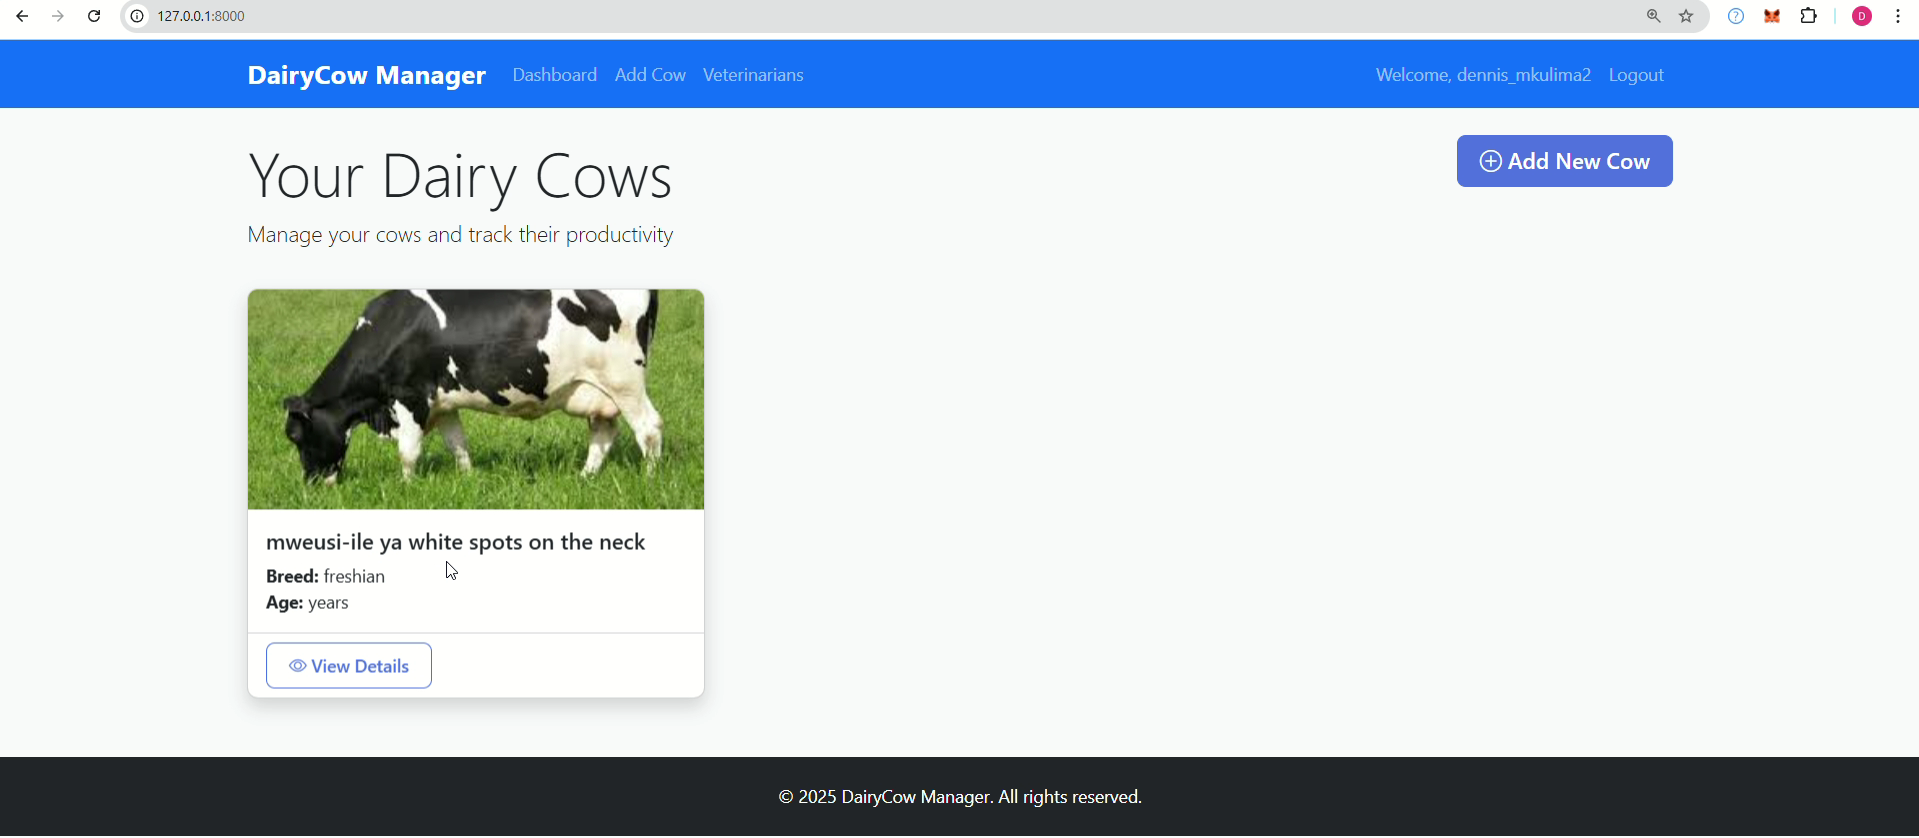 127.0.0.1:8000
D
DairyCow Manager Dashboard Add Cow Veterinarians Welcome, dennis_mkulima2 Logout
Your Dairy Cows
Add New Cow
Manage your cows and track their productivity
mweusi-ile ya white spots on the neck
Breed: freshian
Age: years
View Details
© 2025 DairyCow Manager. All rights reserved.